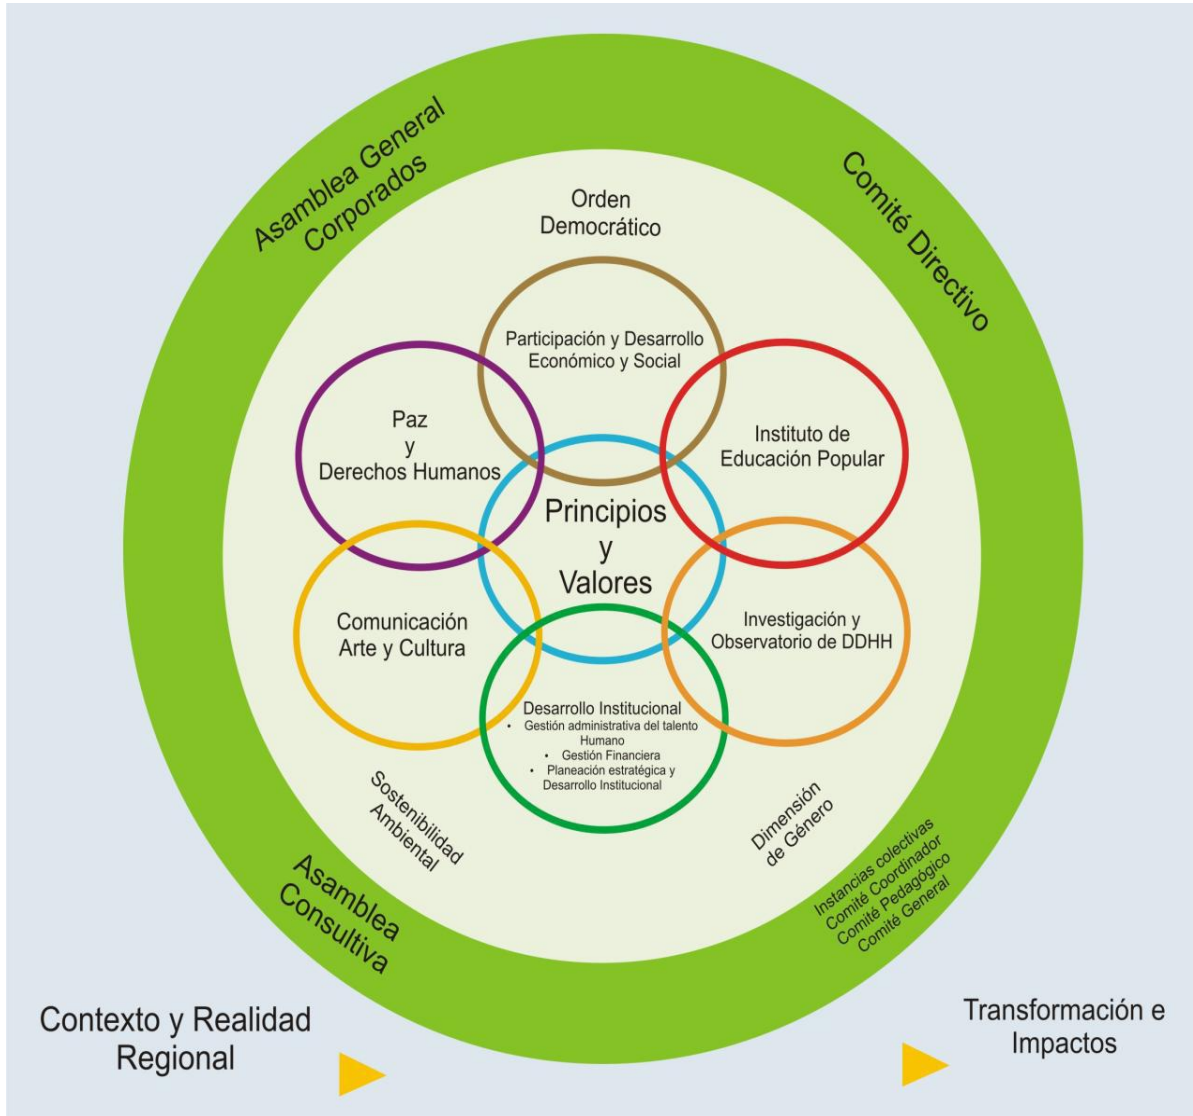 Asamblea General
Corporados
Comité Directivo
Orden
Democrático
Participación y Desarrollo
Económico y Social
Paz
y
Derechos Humanos
Instituto de
Educación Popular
Principios
y
Valores
Comunicación
Arte y Cultura
Investigación y
Observatorio de DDHH
Desarrollo Institucional
• Gestión administrativa del talento
Humano
• Gestión Financiera
• Planeación estratégica y
Desarrollo Institucional
Sostenibilidad
Ambiental
Dimensión
de Género
Asamblea
Consultiva
Instancias colectivas
Comité Coordinador
Comité Pedagógico
Comité General
Contexto y Realidad
Regional
Transformación e
Impactos